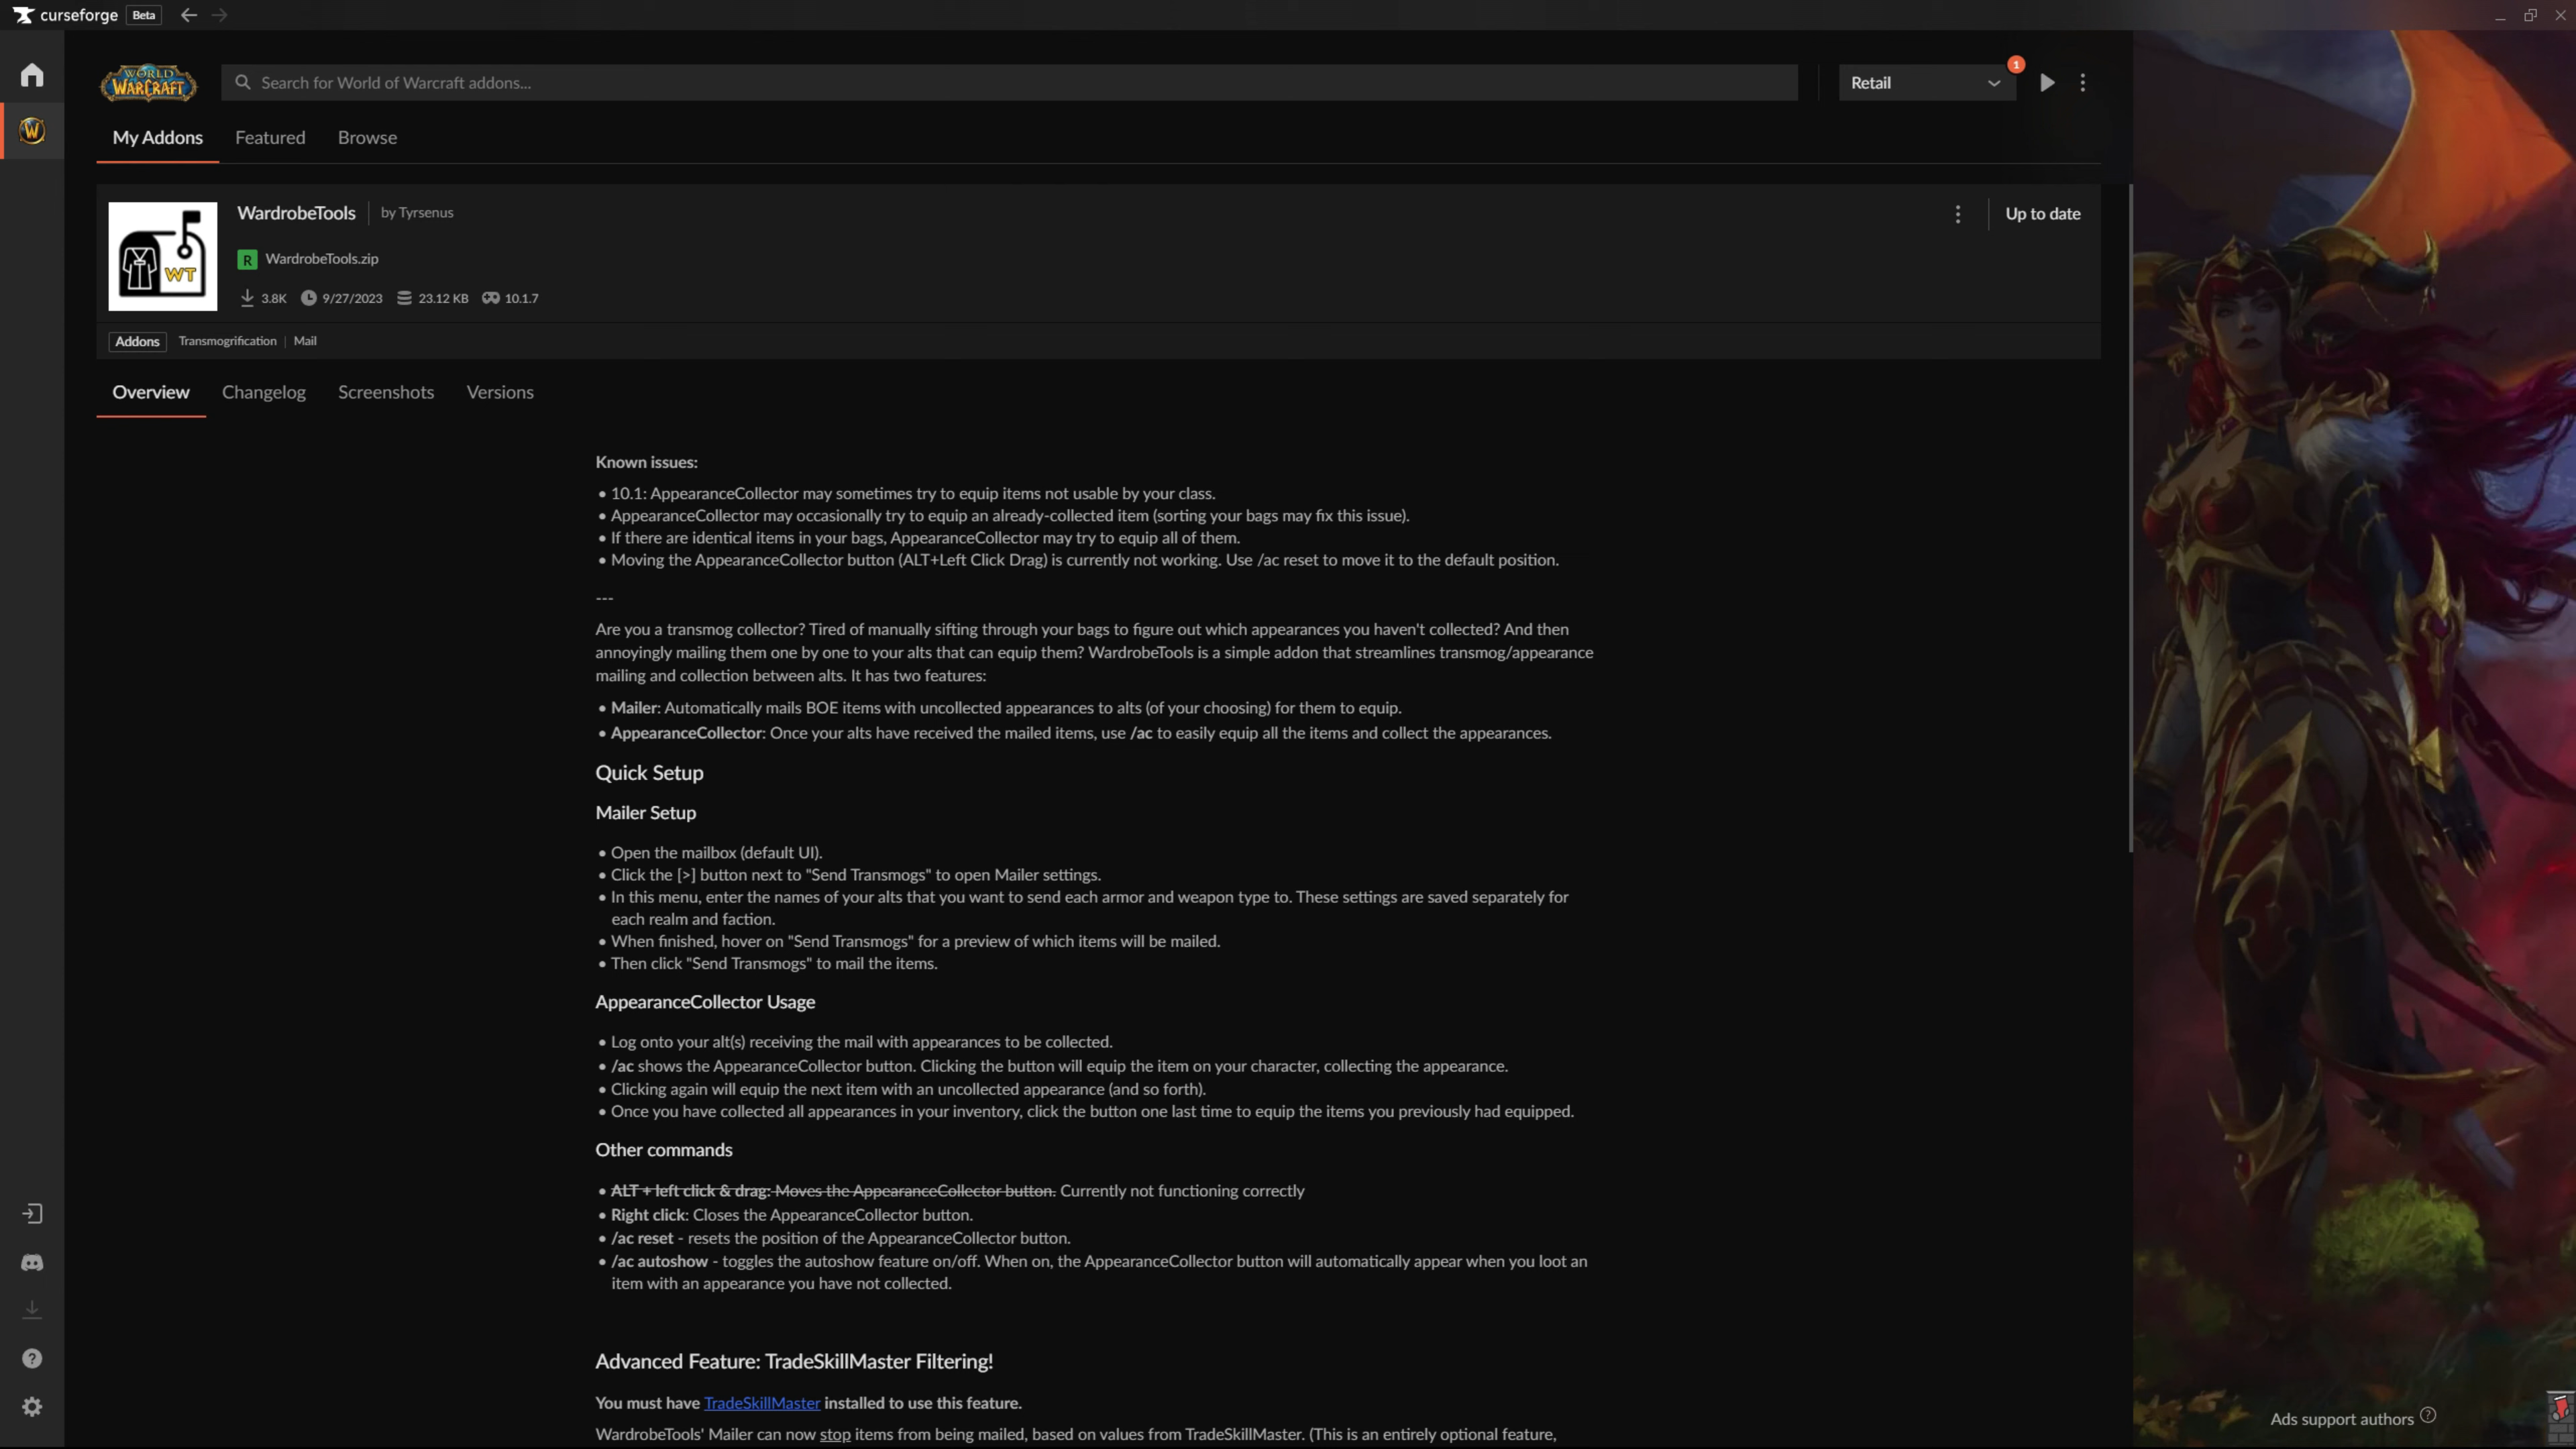 curseforge Beta
WORLD WARCRAFT
Search for World of Warcraft addons...
Retail
1
My Addons Featured Browse
WardrobeTools by Tyrsenus
Up to date
R WardrobeTools.zip
WT
3.8K 9/27/2023 23.12 KB 10.1.7
Addons Transmogrification | Mail
Overview Changelog Screenshots Versions
Known issues:
• 10.1: AppearanceCollector may sometimes try to equip items not usable by your class.
• AppearanceCollector may occasionally try to equip an already-collected item (sorting your bags may fix this issue).
• If there are identical items in your bags, AppearanceCollector may try to equip all of them.
• Moving the AppearanceCollector button (ALT+Left Click Drag) is currently not working. Use /ac reset to move it to the default position.
---
Are you a transmog collector? Tired of manually sifting through your bags to figure out which appearances you haven't collected? And then
annoyingly mailing them one by one to your alts that can equip them? WardrobeTools is a simple addon that streamlines transmog/appearance
mailing and collection between alts. It has two features:
• Mailer: Automatically mails BOE items with uncollected appearances to alts (of your choosing) for them to equip.
• AppearanceCollector: Once your alts have received the mailed items, use /ac to easily equip all the items and collect the appearances.
Quick Setup
Mailer Setup
• Open the mailbox (default UI).
• Click the [>] button next to "Send Transmogs" to open Mailer settings.
• In this menu, enter the names of your alts that you want to send each armor and weapon type to. These settings are saved separately for
each realm and faction.
• When finished, hover on "Send Transmogs" for a preview of which items will be mailed.
• Then click "Send Transmogs" to mail the items.
AppearanceCollector Usage
• Log onto your alt(s) receiving the mail with appearances to be collected.
• /ac shows the AppearanceCollector button. Clicking the button will equip the item on your character, collecting the appearance.
• Clicking again will equip the next item with an uncollected appearance (and so forth).
• Once you have collected all appearances in your inventory, click the button one last time to equip the items you previously had equipped.
Other commands
• ALT + left click & drag: Moves the AppearanceCollector button. Currently not functioning correctly
• Right click: Closes the AppearanceCollector button.
• /ac reset - resets the position of the AppearanceCollector button.
• /ac autoshow - toggles the autoshow feature on/off. When on, the AppearanceCollector button will automatically appear when you loot an
item with an appearance you have not collected.
Advanced Feature: TradeSkillMaster Filtering!
You must have TradeSkillMaster installed to use this feature.
WardrobeTools' Mailer can now stop items from being mailed, based on values from TradeSkillMaster. (This is an entirely optional feature,
Ads support authors ?